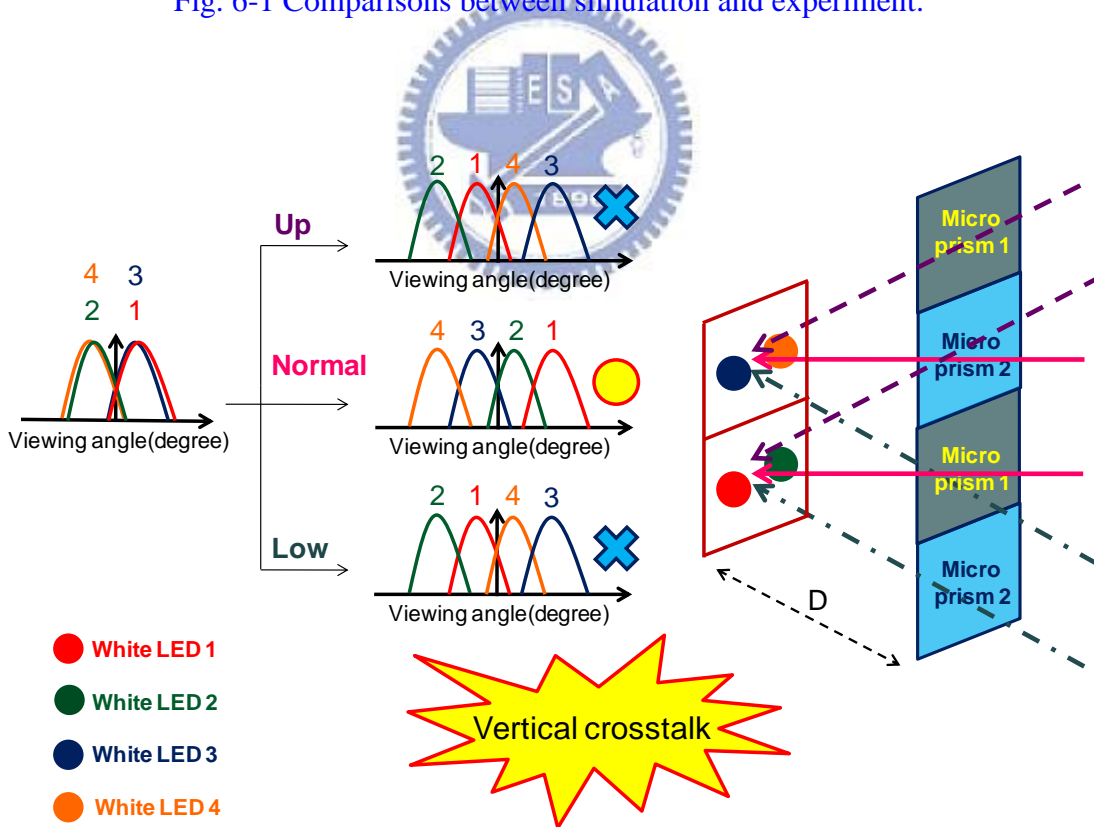 Fig. 6-1 Comparisons between simulation and experiment.
E S A
1896
2 1 4 3
Up
Viewing angle(degree)
4 3
2 1
Viewing angle(degree)
Normal
4 3 2 1
Viewing angle(degree)
Low
2 1 4 3
Viewing angle(degree)
Micro
prism 1
Micro
prism 2
Micro
prism 1
Micro
prism 2
D
White LED 1
White LED 2
White LED 3
White LED 4
Vertical crosstalk